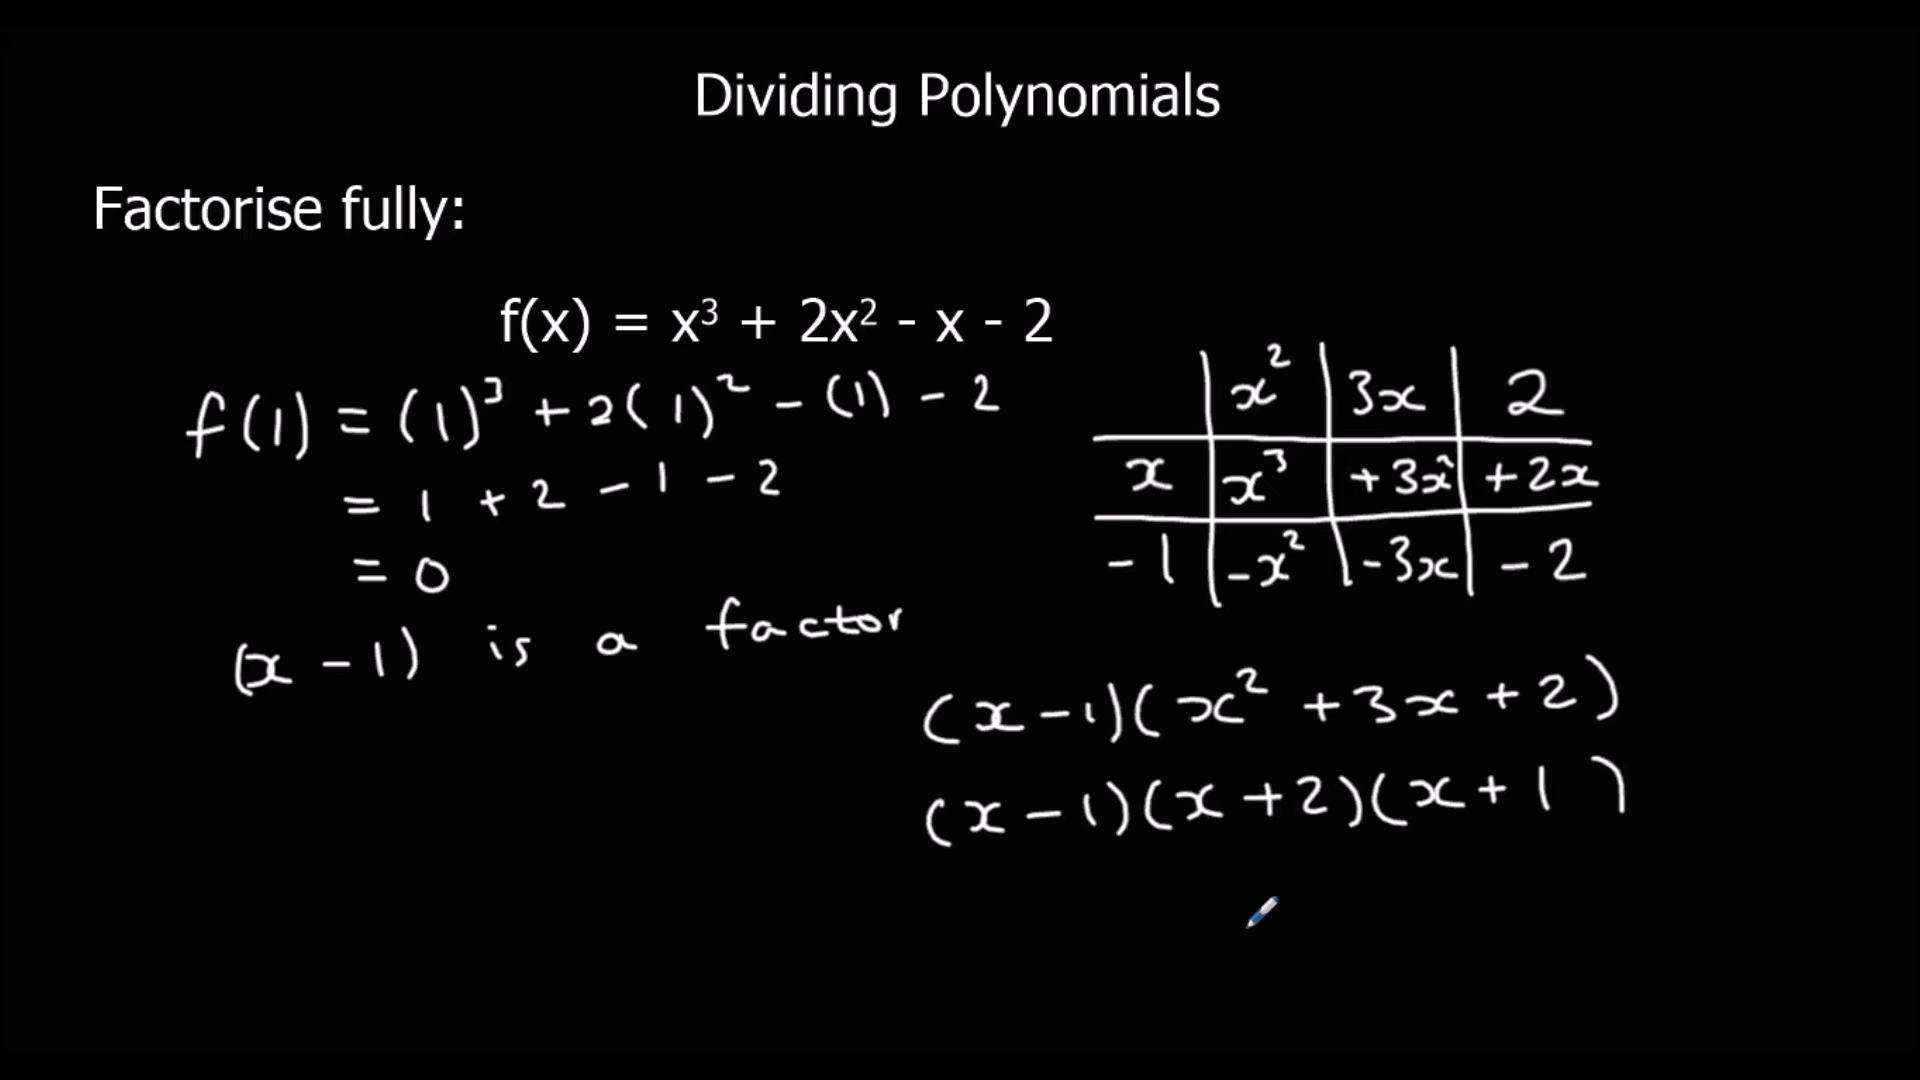 Dividing Polynomials
Factorise fully:
f(x) = x³ + 2x² - x - 2
f(1) = (1)³ + 2(1)² - (1) - 2
= 1 + 2 - 1 - 2
= 0
(x - 1) is a factor
x² 3x 2
x x³ +3x² +2x
-1 -x² -3x -2
(x - 1)(x² + 3x + 2)
(x - 1)(x + 2)(x + 1)